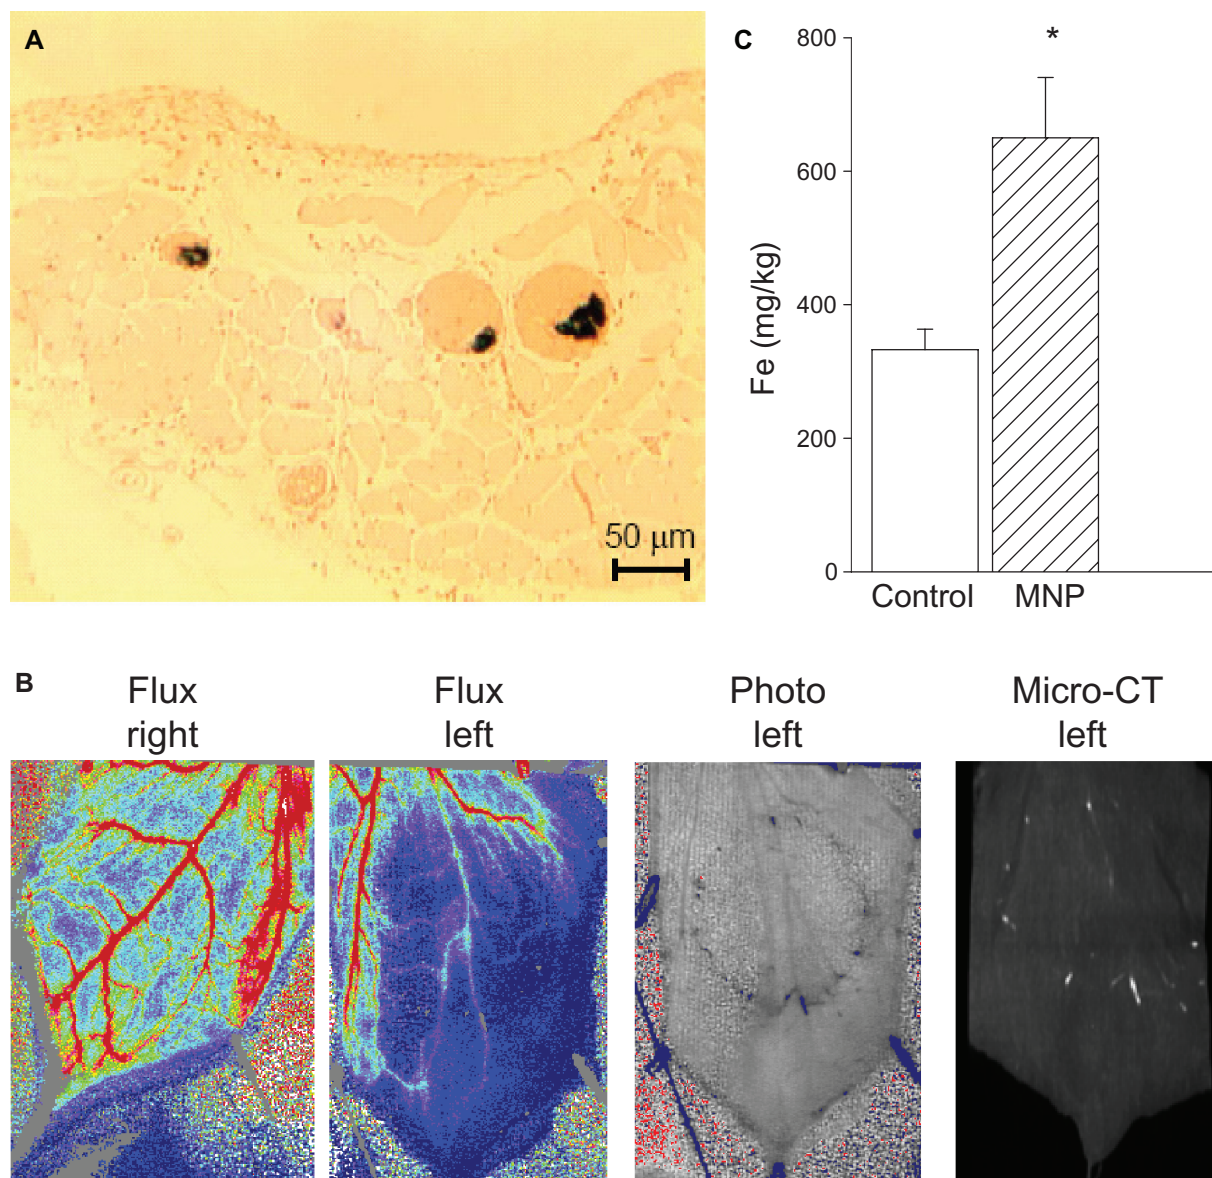 A
50 μm
C
800
600
400
200
0
Fe (mg/kg)
*
Control
MNP
B
Flux
right
Flux
left
Photo
left
Micro-CT
left